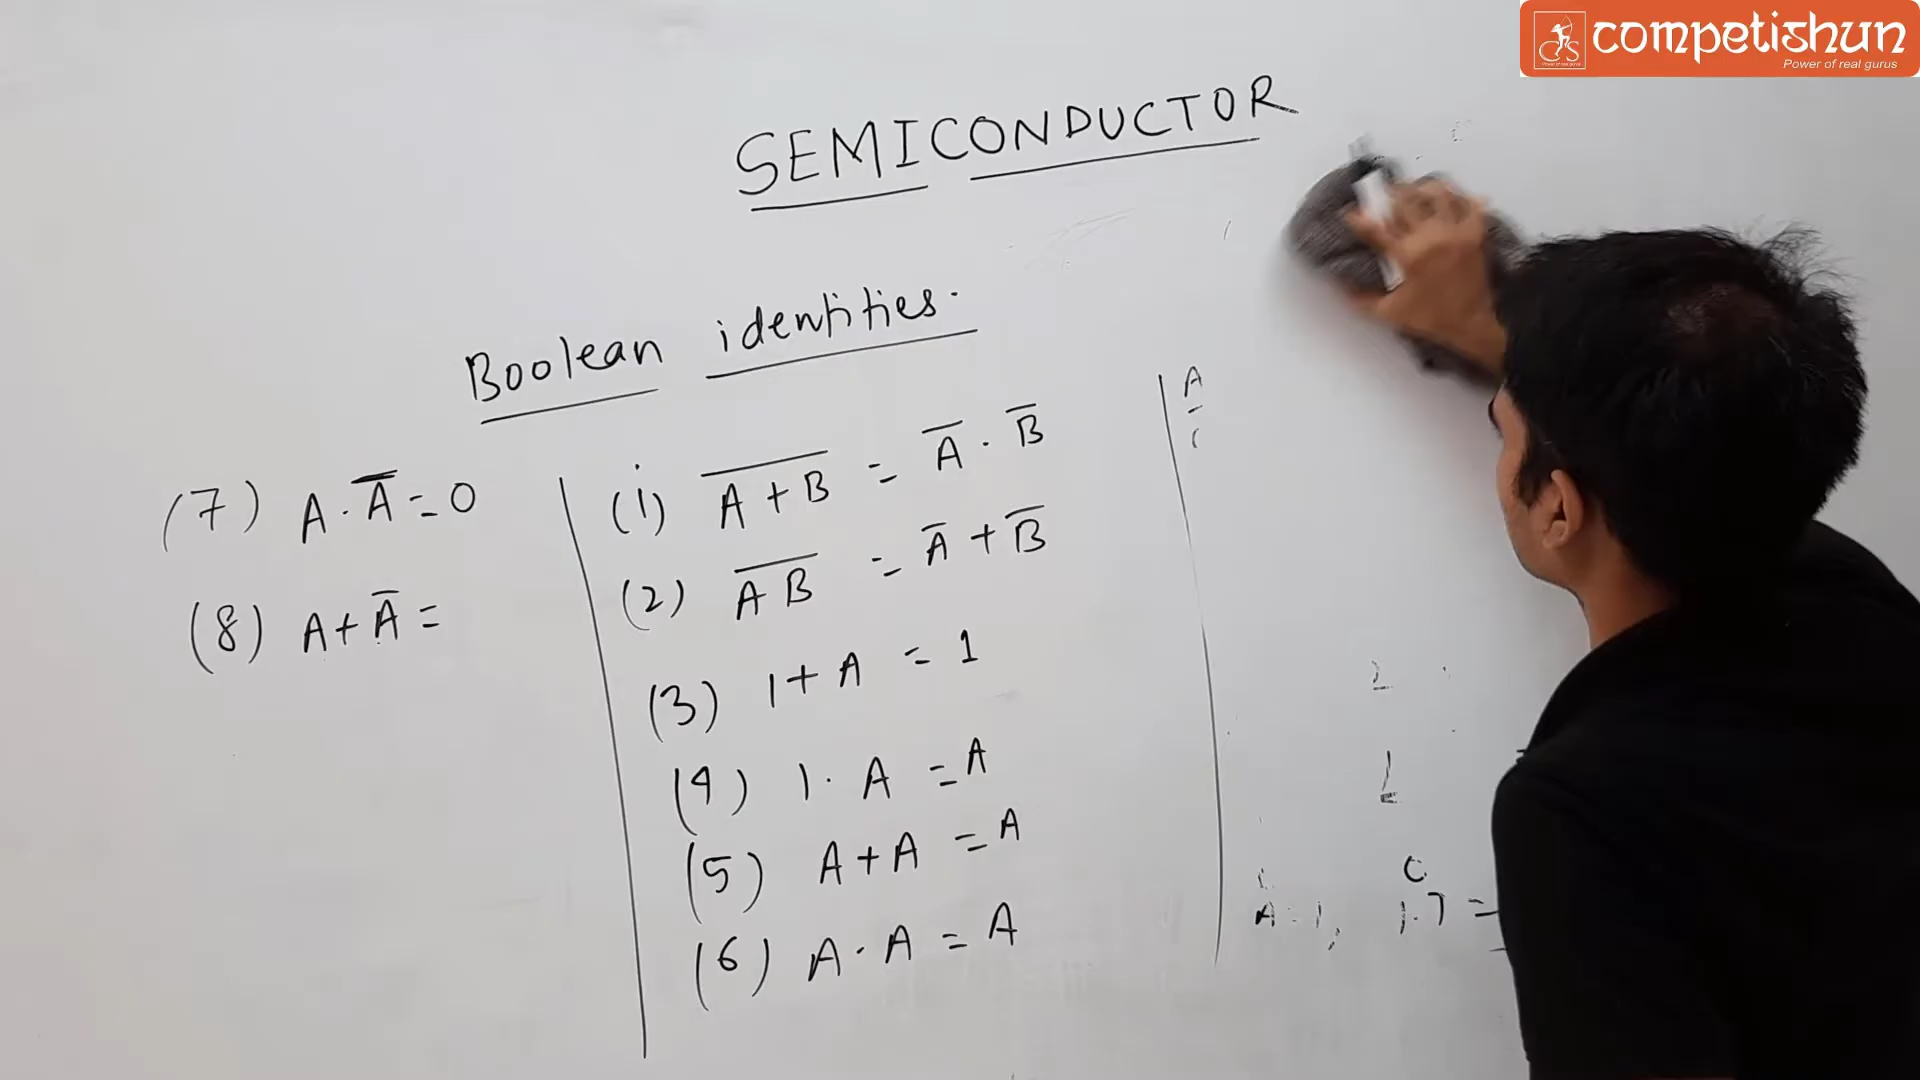 competishun
Power of real gurus
SEMICONDUCTOR
Boolean identities.
(7) A · A̅ = 0
(8) A + A̅ =
(1) A̅ ̅+̅ ̅B̅ = A̅ · B̅
(2) A̅ ̅B̅ = A̅ + B̅
(3) 1 + A = 1
(4) 1 · A = A
(5) A + A = A
(6) A · A = A
A
A = 1,